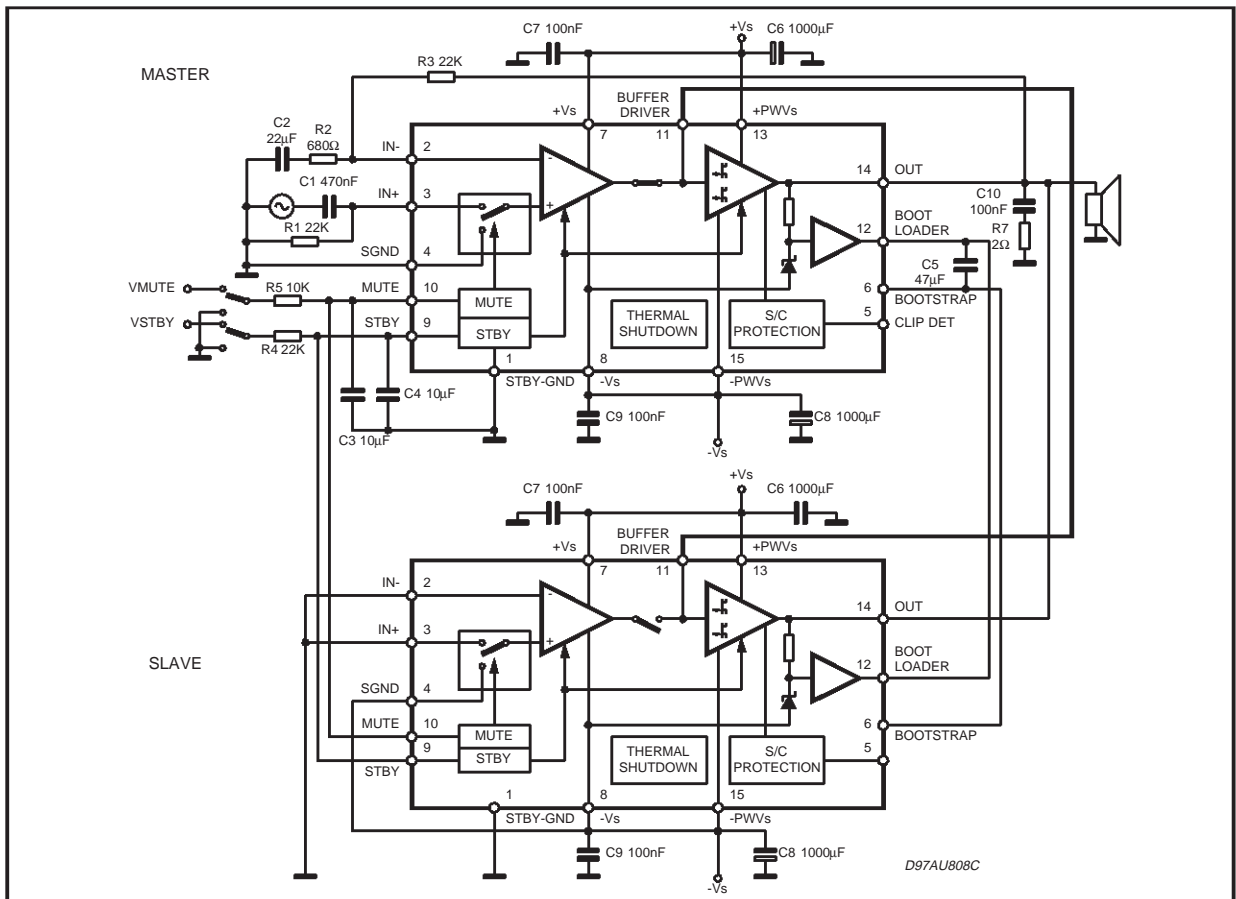 C7 100nF
+Vs
C6 1000μF
MASTER
R3 22K
BUFFER
DRIVER
+Vs
+PWVs
7
11
13
C2
22μF
R2
680Ω
IN-
2
14
OUT
C1 470nF
IN+
3
-
+
C10
100nF
R1 22K
R7
2Ω
SGND
4
12
BOOT
LOADER
C5
47μF
VMUTE
R5 10K
MUTE
10
MUTE
6
BOOTSTRAP
VSTBY
R4 22K
STBY
9
STBY
THERMAL
SHUTDOWN
S/C
PROTECTION
5
CLIP DET
1
8
15
STBY-GND
-Vs
-PWVs
C4 10μF
C3 10μF
C9 100nF
C8 1000μF
-Vs
+Vs
C7 100nF
C6 1000μF
BUFFER
DRIVER
+Vs
+PWVs
7
11
13
IN-
2
-
14
OUT
IN+
3
+
SLAVE
SGND
4
12
BOOT
LOADER
MUTE
10
MUTE
6
BOOTSTRAP
9
STBY
STBY
THERMAL
SHUTDOWN
S/C
PROTECTION
5
1
8
15
STBY-GND
-Vs
-PWVs
C9 100nF
C8 1000μF
-Vs
D97AU808C